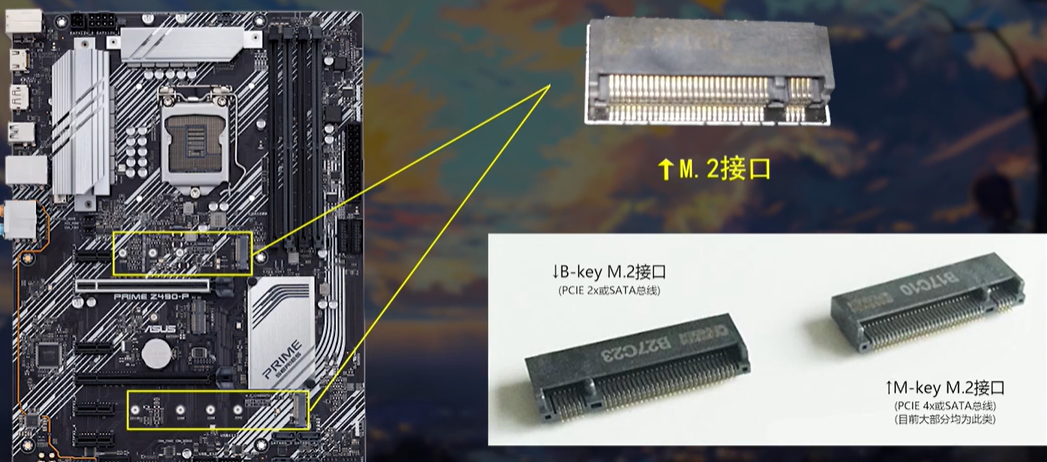 ↑M.2接口
↓B-key M.2接口
(PCIE 2x或SATA总线)
B17C10
B27C23
PRIME Z490-P
ASUS
PRIME
↑M-key M.2接口
(PCIE 4x或SATA总线)
(目前大部分均为此类)